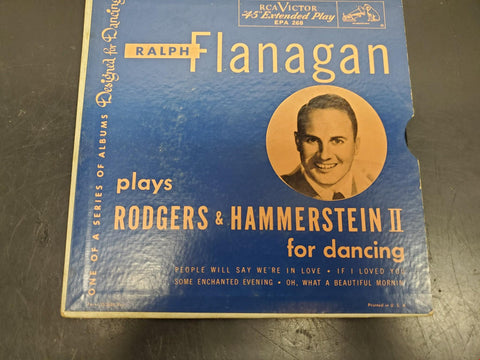 RCA VICTOR
"45" Extended Play
EPA 268
RALPH Flanagan
ONE OF A SERIES OF ALBUMS Designed for Dancing
plays
RODGERS & HAMMERSTEIN II
for dancing
PEOPLE WILL SAY WE'RE IN LOVE • IF I LOVED YOU
SOME ENCHANTED EVENING • OH, WHAT A BEAUTIFUL MORNIN'
Printed in U. S. A.